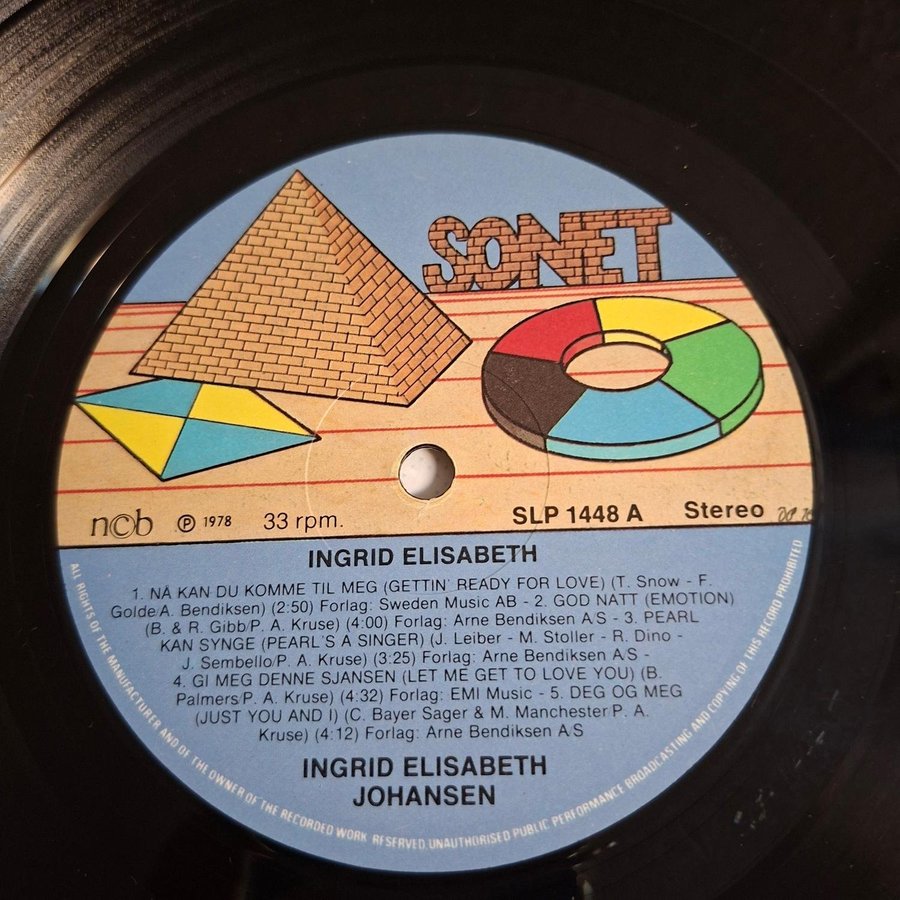 SONET
ncb ℗ 1978 33 rpm. SLP 1448 A Stereo
INGRID ELISABETH
1. NÅ KAN DU KOMME TIL MEG (GETTIN' READY FOR LOVE) (T. Snow - F.
Golde/A. Bendiksen) (2:50) Forlag: Sweden Music AB - 2. GOD NATT (EMOTION)
(B. & R. Gibb/P. A. Kruse) (4:00) Forlag: Arne Bendiksen A/S - 3. PEARL
KAN SYNGE (PEARL'S A SINGER) (J. Leiber - M. Stoller - R. Dino -
J. Sembello/P. A. Kruse) (3:25) Forlag: Arne Bendiksen A/S -
4. GI MEG DENNE SJANSEN (LET ME GET TO LOVE YOU) (B.
Palmers/P. A. Kruse) (4:32) Forlag: EMI Music - 5. DEG OG MEG
(JUST YOU AND I) (C. Bayer Sager & M. Manchester/P. A.
Kruse) (4:12) Forlag: Arne Bendiksen A/S
INGRID ELISABETH
JOHANSEN
ALL RIGHTS OF THE MANUFACTURER AND OF THE OWNER OF THE RECORDED WORK RESERVED. UNAUTHORISED PUBLIC PERFORMANCE BROADCASTING AND COPYING OF THIS RECORD PROHIBITED